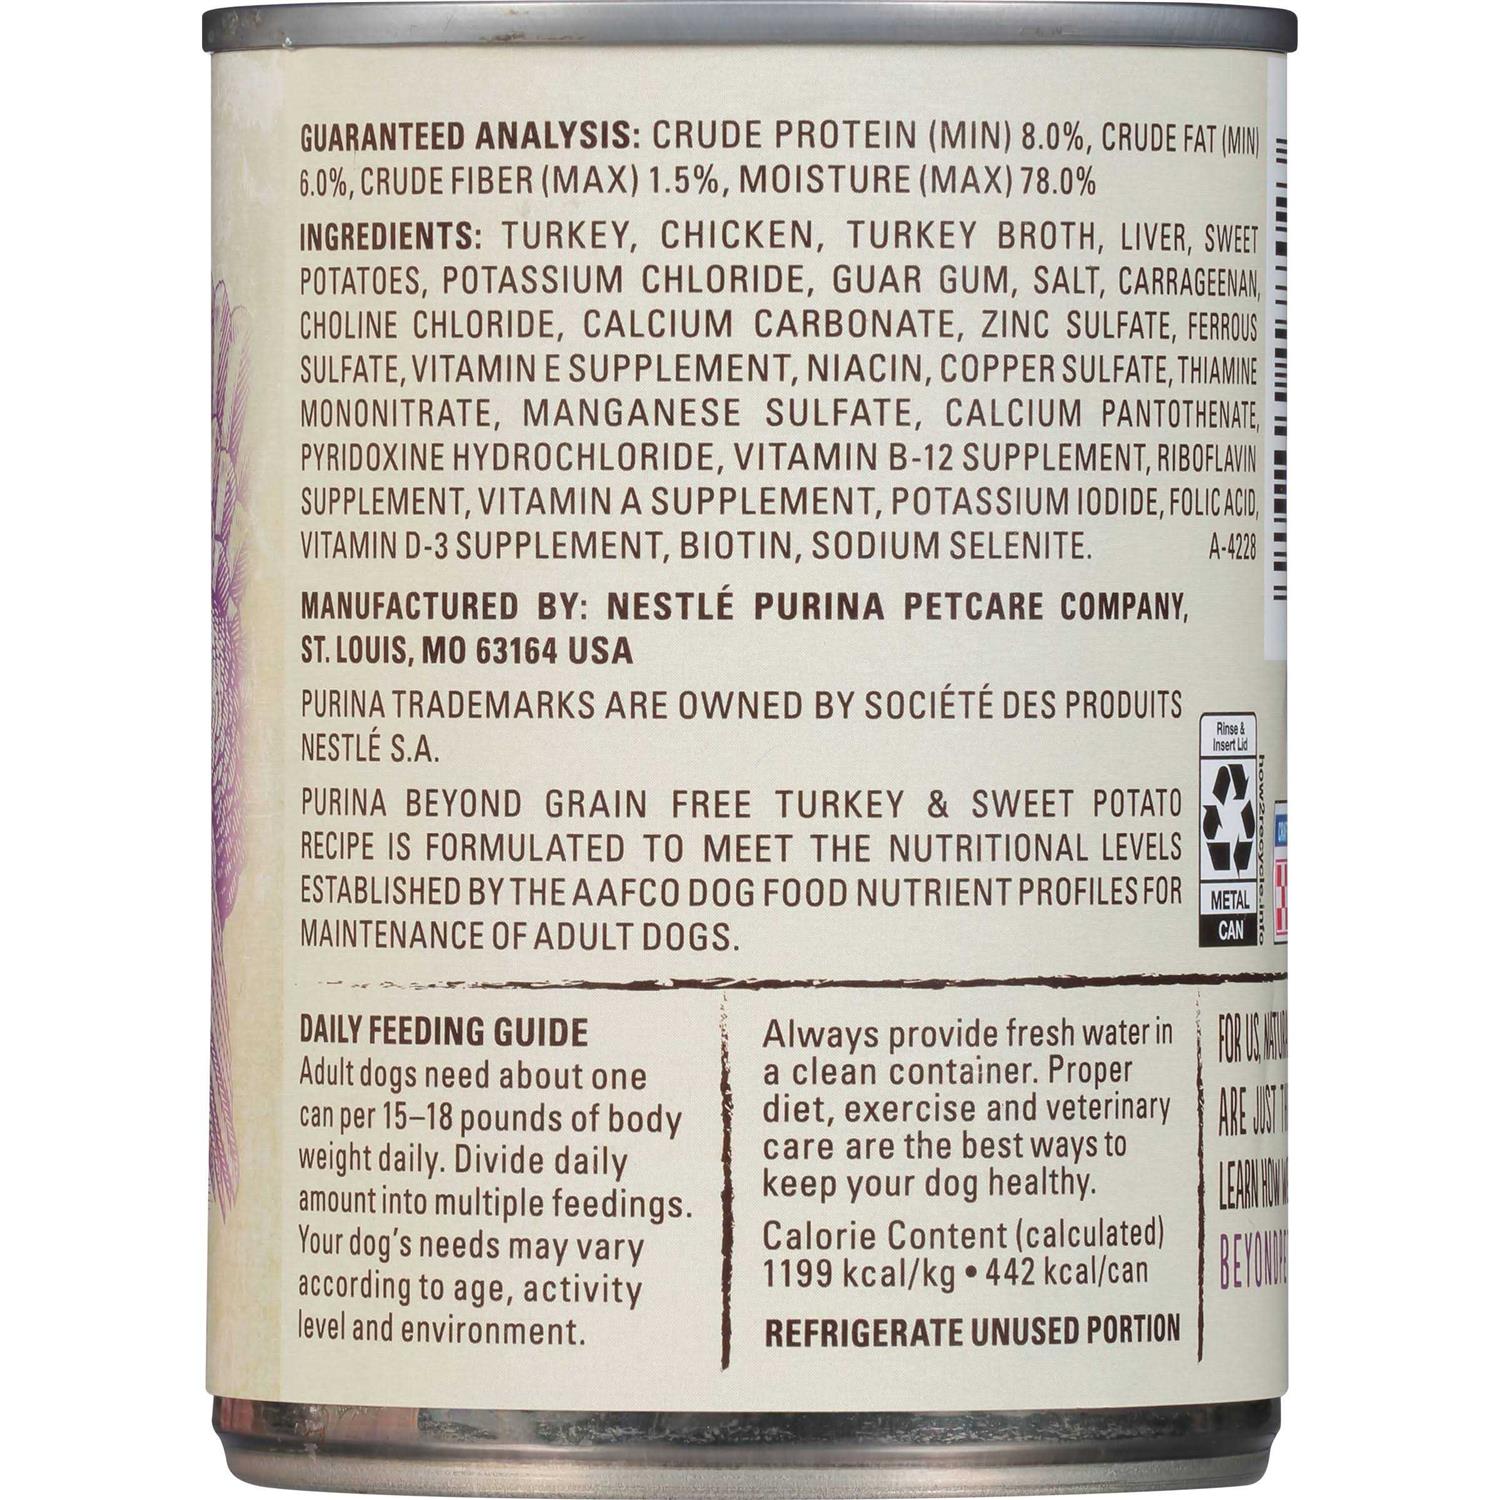 GUARANTEED ANALYSIS: CRUDE PROTEIN (MIN) 8.0%, CRUDE FAT (MIN)
6.0%, CRUDE FIBER (MAX) 1.5%, MOISTURE (MAX) 78.0%
INGREDIENTS: TURKEY, CHICKEN, TURKEY BROTH, LIVER, SWEET
POTATOES, POTASSIUM CHLORIDE, GUAR GUM, SALT, CARRAGEENAN,
CHOLINE CHLORIDE, CALCIUM CARBONATE, ZINC SULFATE, FERROUS
SULFATE, VITAMIN E SUPPLEMENT, NIACIN, COPPER SULFATE, THIAMINE
MONONITRATE, MANGANESE SULFATE, CALCIUM PANTOTHENATE,
PYRIDOXINE HYDROCHLORIDE, VITAMIN B-12 SUPPLEMENT, RIBOFLAVIN
SUPPLEMENT, VITAMIN A SUPPLEMENT, POTASSIUM IODIDE, FOLIC ACID,
VITAMIN D-3 SUPPLEMENT, BIOTIN, SODIUM SELENITE. A-4228
MANUFACTURED BY: NESTLÉ PURINA PETCARE COMPANY,
ST. LOUIS, MO 63164 USA
PURINA TRADEMARKS ARE OWNED BY SOCIÉTÉ DES PRODUITS
NESTLÉ S.A.
PURINA BEYOND GRAIN FREE TURKEY & SWEET POTATO
RECIPE IS FORMULATED TO MEET THE NUTRITIONAL LEVELS
ESTABLISHED BY THE AAFCO DOG FOOD NUTRIENT PROFILES FOR
MAINTENANCE OF ADULT DOGS.
Rinse &
Insert Lid
METAL
CAN
how2recycle.info
DAILY FEEDING GUIDE
Adult dogs need about one
can per 15–18 pounds of body
weight daily. Divide daily
amount into multiple feedings.
Your dog's needs may vary
according to age, activity
level and environment.
Always provide fresh water in
a clean container. Proper
diet, exercise and veterinary
care are the best ways to
keep your dog healthy.
Calorie Content (calculated)
1199 kcal/kg • 442 kcal/can
REFRIGERATE UNUSED PORTION
FOR US,
ARE JUST
LEARN HOW